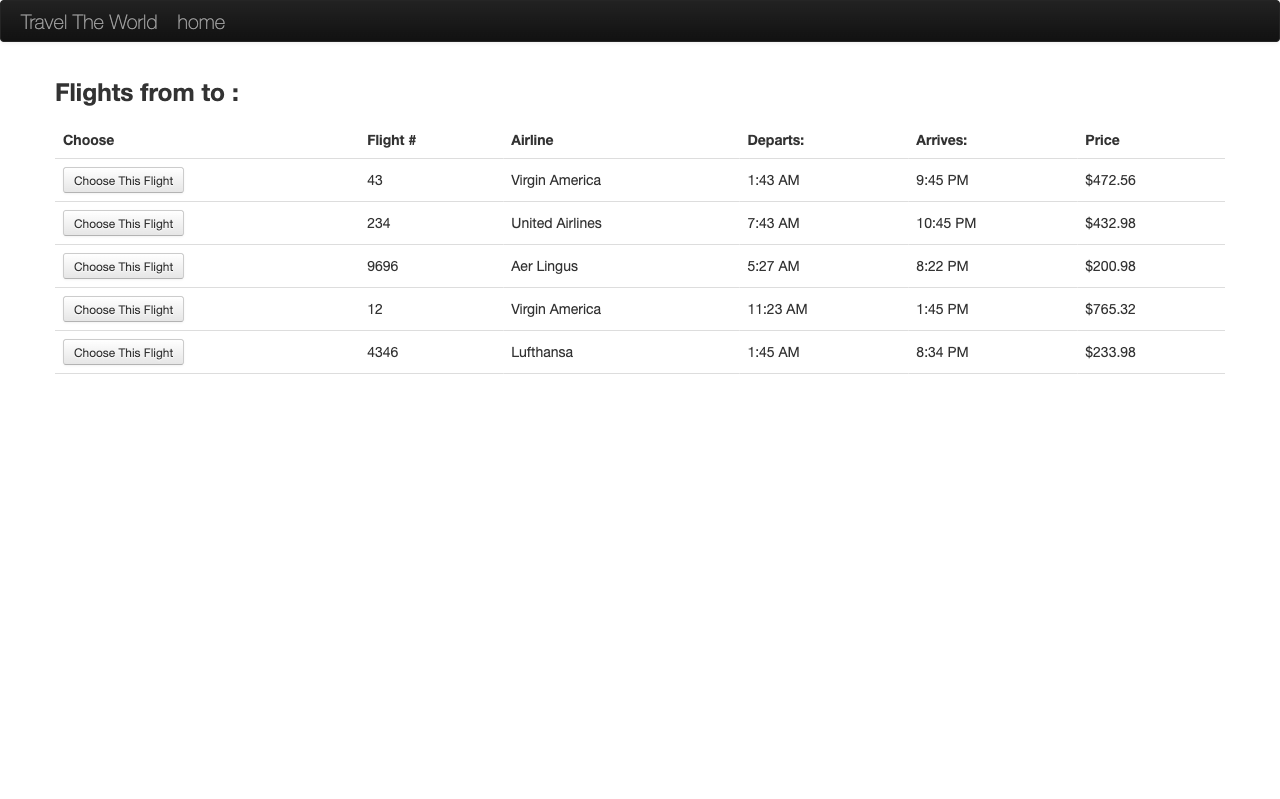 Travel The World home
Flights from to :
Choose Flight # Airline Departs: Arrives: Price
Choose This Flight 43 Virgin America 1:43 AM 9:45 PM $472.56
Choose This Flight 234 United Airlines 7:43 AM 10:45 PM $432.98
Choose This Flight 9696 Aer Lingus 5:27 AM 8:22 PM $200.98
Choose This Flight 12 Virgin America 11:23 AM 1:45 PM $765.32
Choose This Flight 4346 Lufthansa 1:45 AM 8:34 PM $233.98